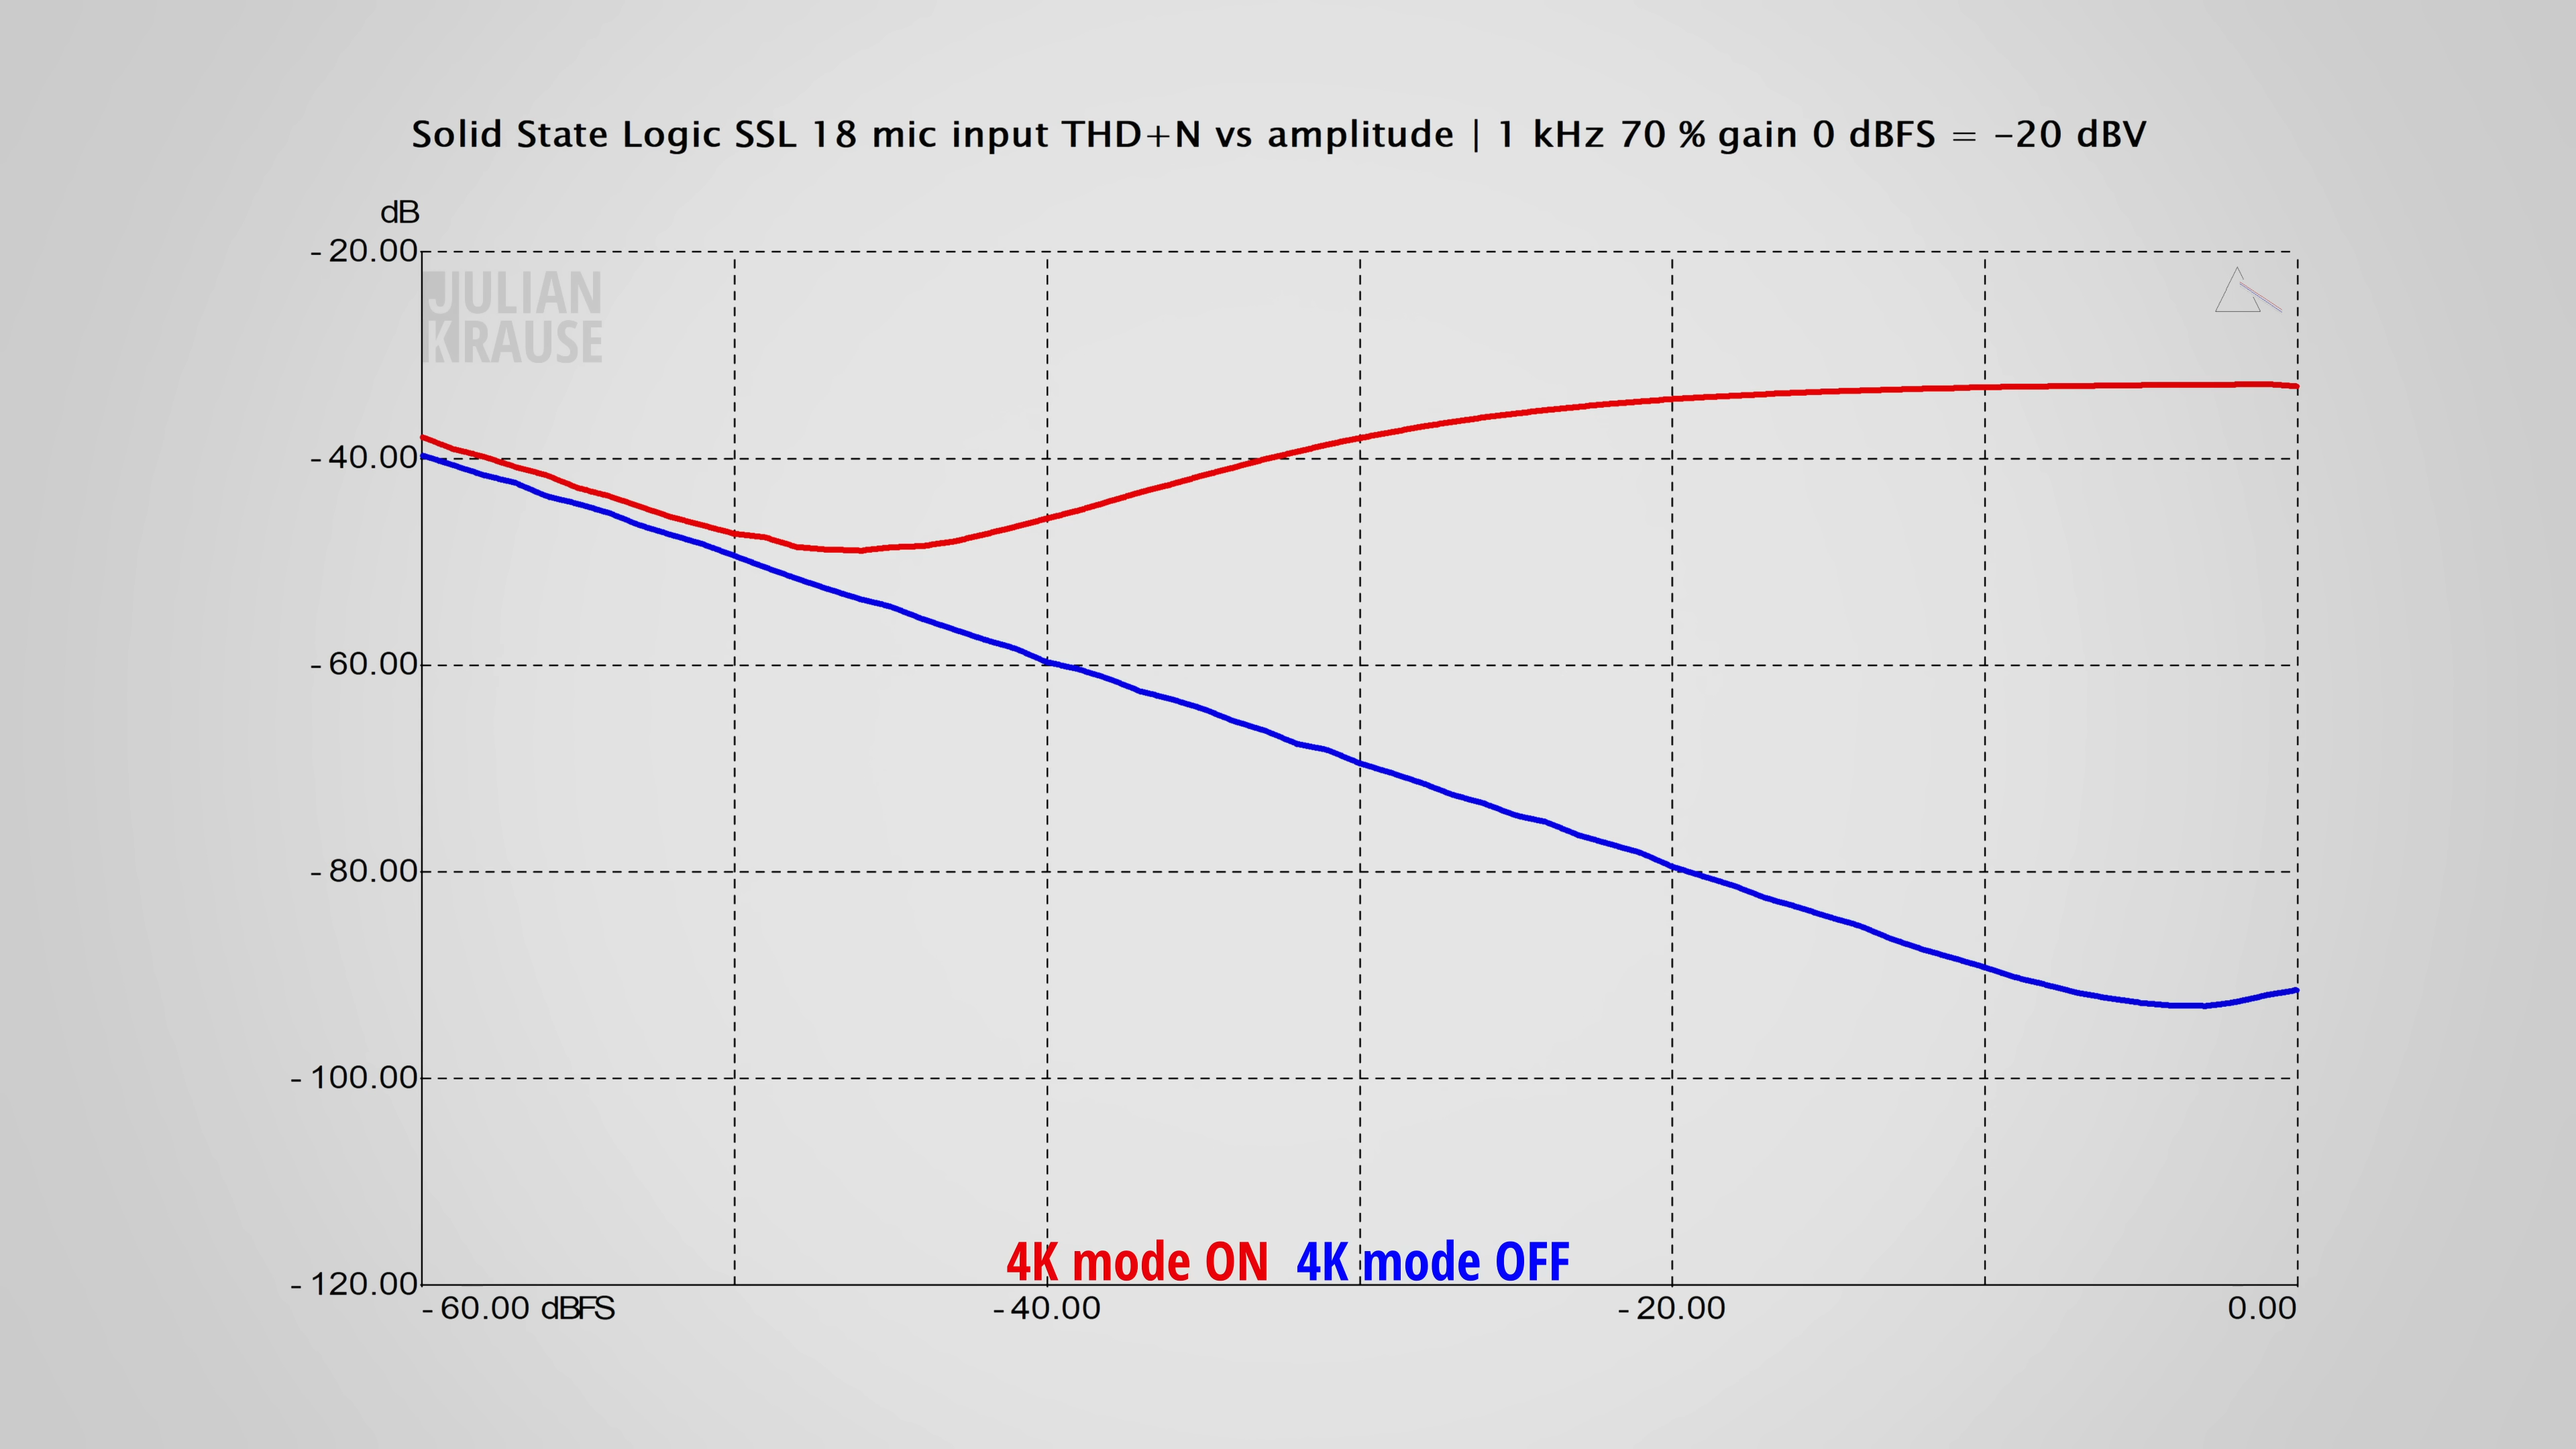 Solid State Logic SSL 18 mic input THD+N vs amplitude | 1 kHz 70 % gain 0 dBFS = -20 dBV
dB
-20.00
JULIAN
KRAUSE
-40.00
-60.00
-80.00
-100.00
4K mode ON 4K mode OFF
-120.00
-60.00 dBFS -40.00 -20.00 0.00